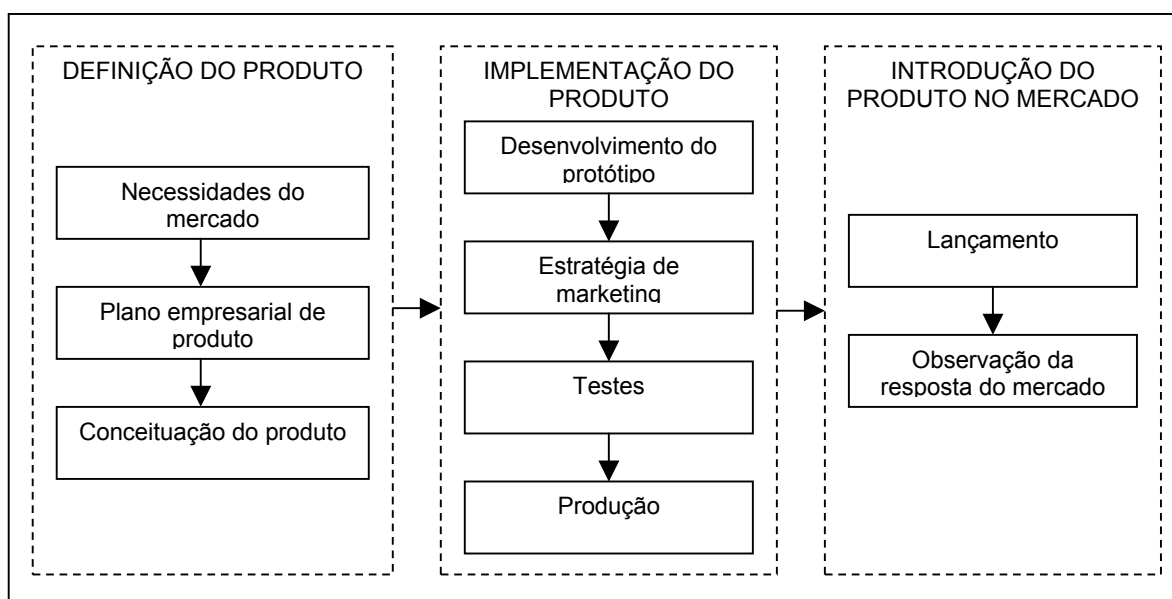 DEFINIÇÃO DO PRODUTO
Necessidades do
mercado
Plano empresarial de
produto
Conceituação do produto
IMPLEMENTAÇÃO DO
PRODUTO
Desenvolvimento do
protótipo
Estratégia de
marketing
Testes
Produção
INTRODUÇÃO DO
PRODUTO NO MERCADO
Lançamento
Observação da
resposta do mercado